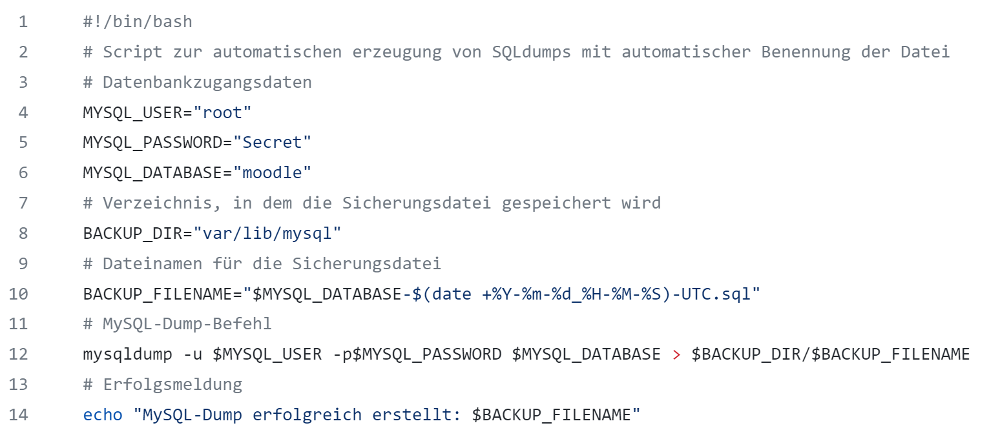 1 #!/bin/bash
2 # Script zur automatischen erzeugung von SQLdumps mit automatischer Benennung der Datei
3 # Datenbankzugangsdaten
4 MYSQL_USER="root"
5 MYSQL_PASSWORD="Secret"
6 MYSQL_DATABASE="moodle"
7 # Verzeichnis, in dem die Sicherungsdatei gespeichert wird
8 BACKUP_DIR="var/lib/mysql"
9 # Dateinamen für die Sicherungsdatei
10 BACKUP_FILENAME="$MYSQL_DATABASE-$(date +%Y-%m-%d_%H-%M-%S)-UTC.sql"
11 # MySQL-Dump-Befehl
12 mysqldump -u $MYSQL_USER -p$MYSQL_PASSWORD $MYSQL_DATABASE > $BACKUP_DIR/$BACKUP_FILENAME
13 # Erfolgsmeldung
14 echo "MySQL-Dump erfolgreich erstellt: $BACKUP_FILENAME"